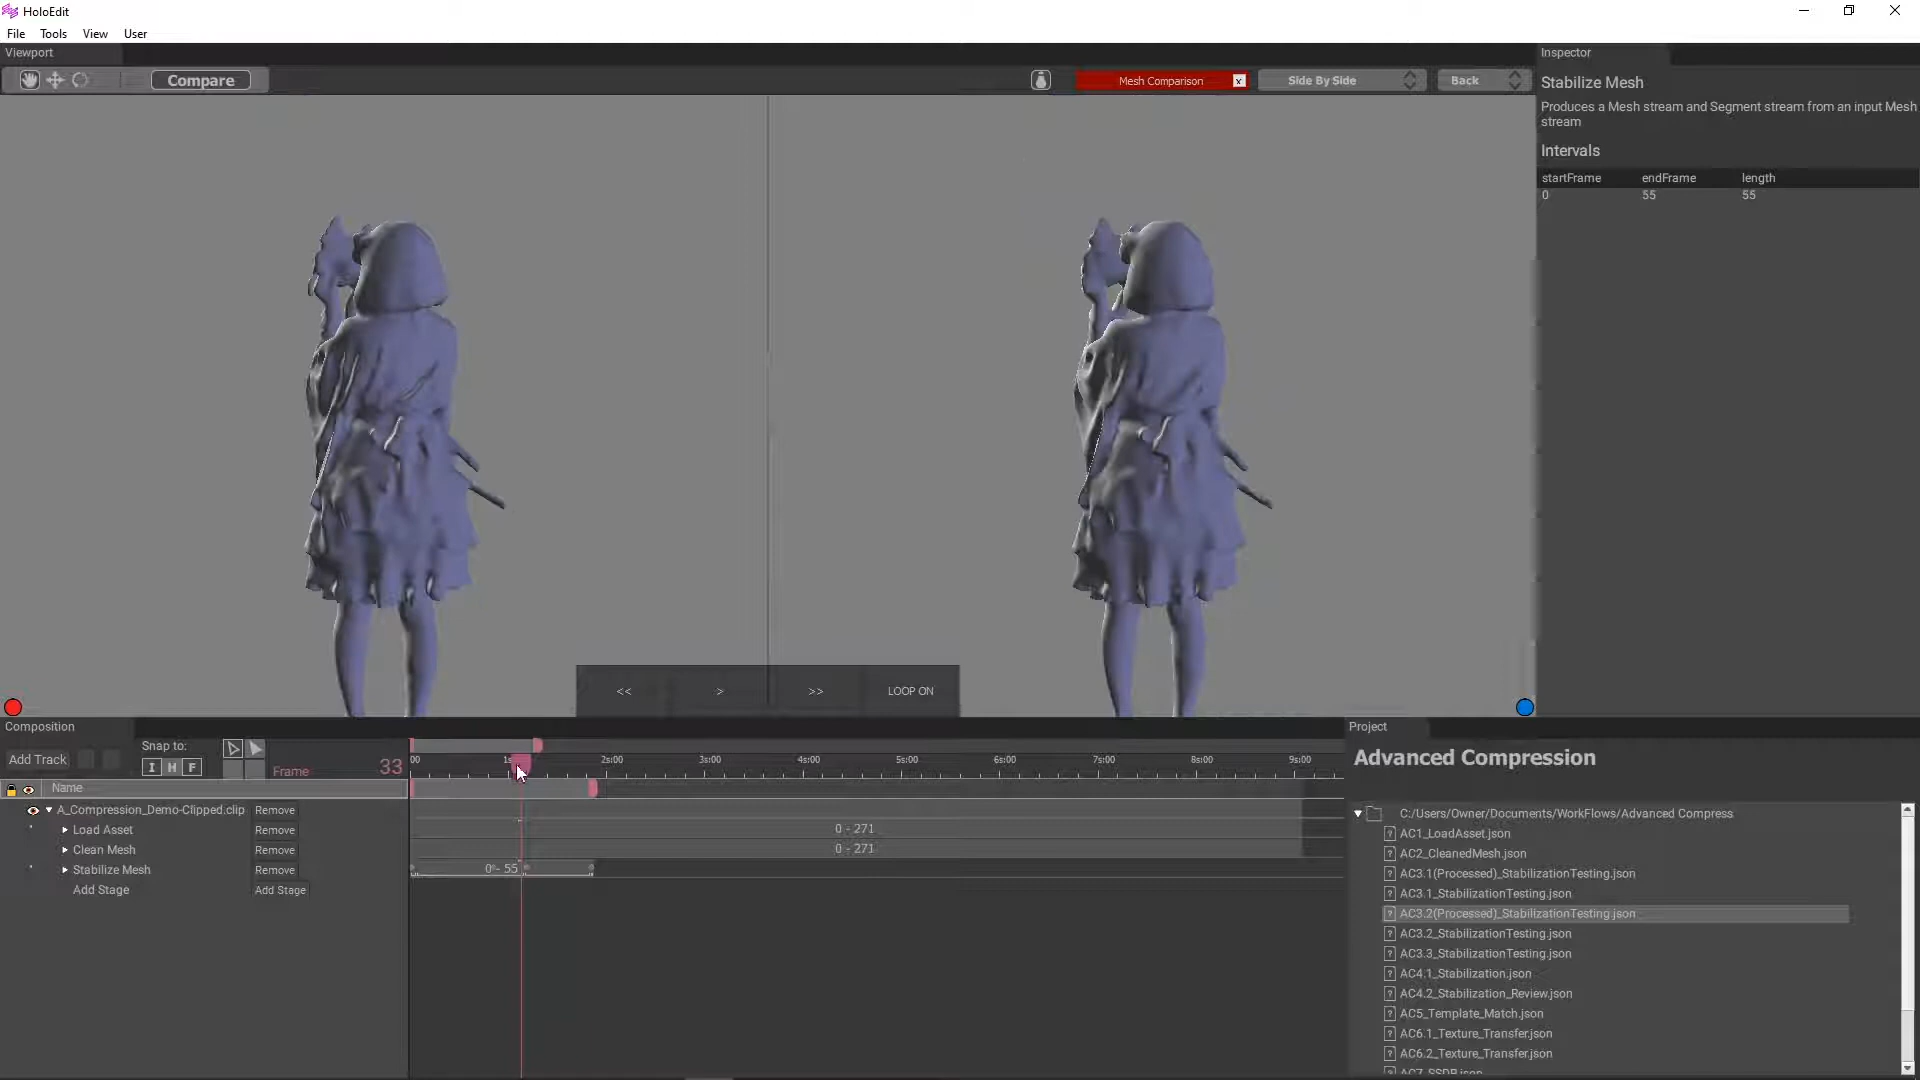 HoloEdit
File Tools View User
Viewport
Compare
Mesh Comparison x
Side By Side
Back
Inspector
Stabilize Mesh
Produces a Mesh stream and Segment stream from an input Mesh
stream
Intervals
startFrame endFrame length
0 55 55
<< > >> LOOP ON
Composition
Add Track
Snap to:
I H F
Frame 33
00 2s:00 3s:00 4s:00 5s:00 6s:00 7s:00 8s:00 9s:00
Name
A_Compression_Demo-Clipped.clip Remove
Load Asset Remove 0 - 271
Clean Mesh Remove 0 - 271
Stabilize Mesh Remove 0 - 55
Add Stage Add Stage
Project
Advanced Compression
C:/Users/Owner/Documents/WorkFlows/Advanced Compress
? AC1_LoadAsset.json
? AC2_CleanedMesh.json
? AC3.1(Processed)_StabilizationTesting.json
? AC3.1_StabilizationTesting.json
? AC3.2(Processed)_StabilizationTesting.json
? AC3.2_StabilizationTesting.json
? AC3.3_StabilizationTesting.json
? AC4.1_Stabilization.json
? AC4.2_Stabilization_Review.json
? AC5_Template_Match.json
? AC6.1_Texture_Transfer.json
? AC6.2_Texture_Transfer.json